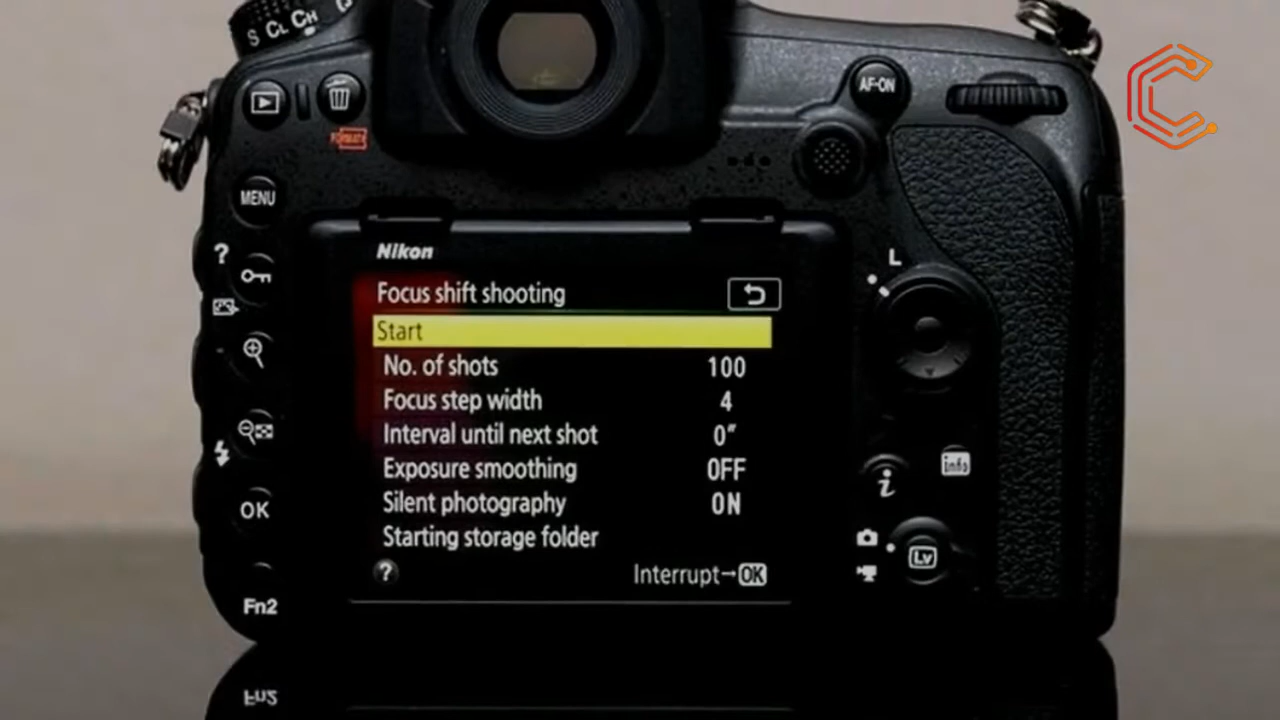 S CL CH Q
AF-ON
FORMAT
MENU
?
L
Nikon
Focus shift shooting
Start
No. of shots 100
Focus step width 4
Interval until next shot 0"
Exposure smoothing OFF
Silent photography ON
Starting storage folder
? Interrupt→OK
info
i
OK
Lv
Fn2
Fn2
C